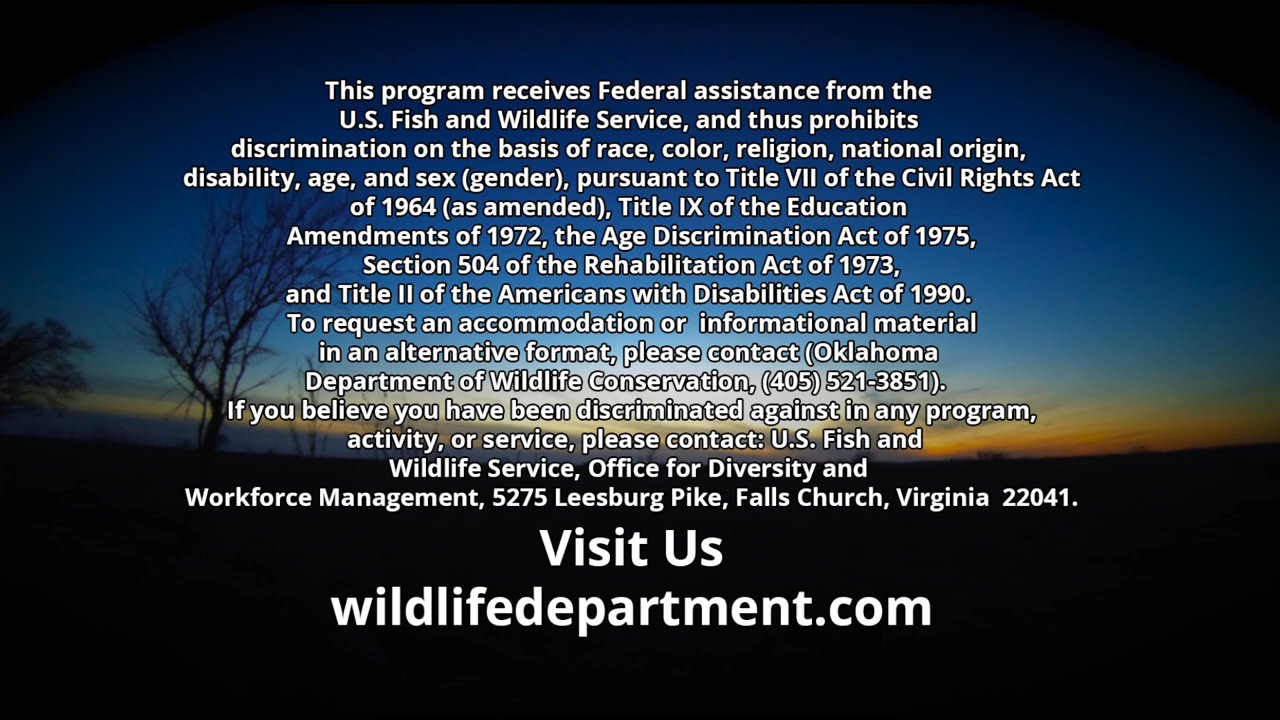 This program receives Federal assistance from the
U.S. Fish and Wildlife Service, and thus prohibits
discrimination on the basis of race, color, religion, national origin,
disability, age, and sex (gender), pursuant to Title VII of the Civil Rights Act
of 1964 (as amended), Title IX of the Education
Amendments of 1972, the Age Discrimination Act of 1975,
Section 504 of the Rehabilitation Act of 1973,
and Title II of the Americans with Disabilities Act of 1990.
To request an accommodation or  informational material
in an alternative format, please contact (Oklahoma
Department of Wildlife Conservation, (405) 521-3851).
If you believe you have been discriminated against in any program,
activity, or service, please contact: U.S. Fish and
Wildlife Service, Office for Diversity and
Workforce Management, 5275 Leesburg Pike, Falls Church, Virginia  22041.
Visit Us
wildlifedepartment.com